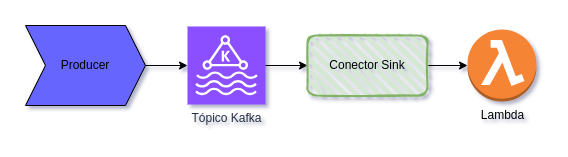 Producer
K
Tópico Kafka
Conector Sink
Lambda